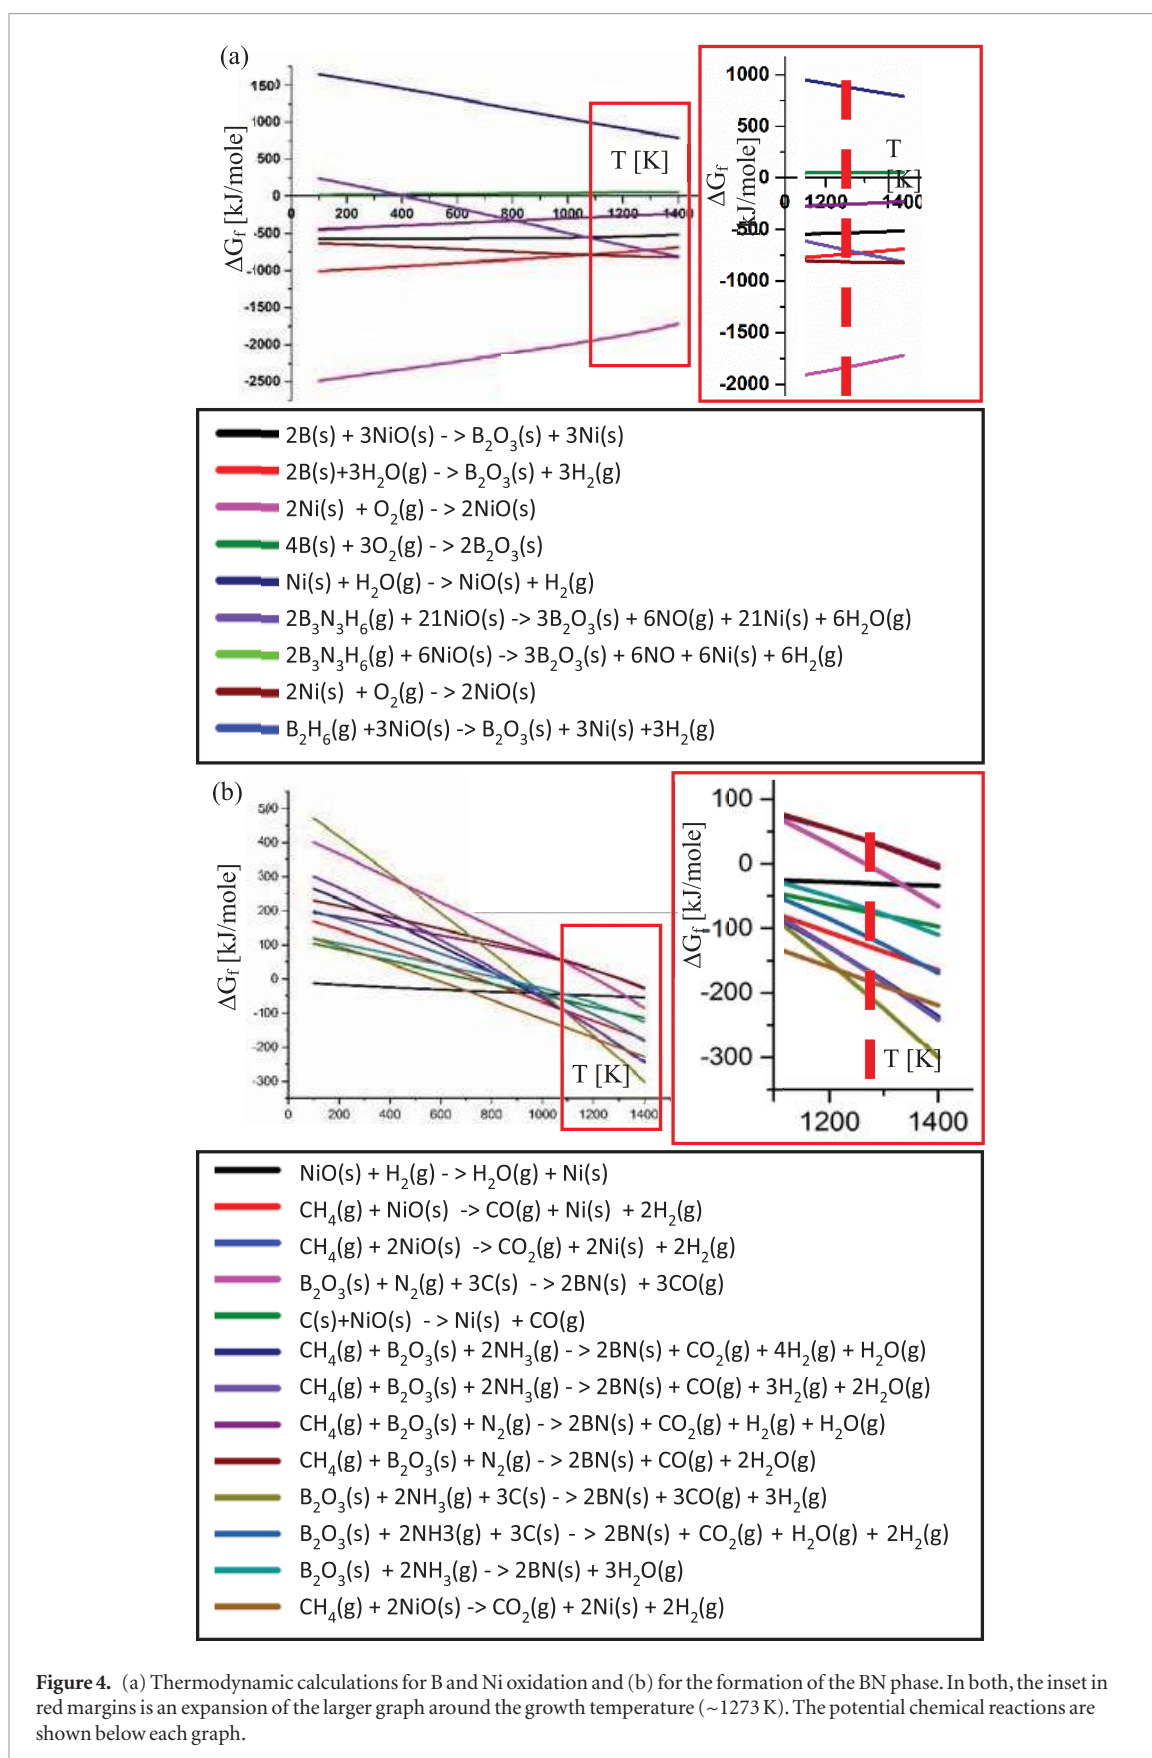 (a)
1500
1000
500
0
-500
-1000
-1500
-2000
-2500
ΔGf [kJ/mole]
0 200 400 600 800 1000 1200 1400
T [K]
1000
500
0
-500
-1000
-1500
-2000
ΔGf [kJ/mole]
0 1200 1400
T [K]
2B(s) + 3NiO(s) - > B2O3(s) + 3Ni(s)
2B(s)+3H2O(g) - > B2O3(s) + 3H2(g)
2Ni(s) + O2(g) - > 2NiO(s)
4B(s) + 3O2(g) - > 2B2O3(s)
Ni(s) + H2O(g) - > NiO(s) + H2(g)
2B3N3H6(g) + 21NiO(s) -> 3B2O3(s) + 6NO(g) + 21Ni(s) + 6H2O(g)
2B3N3H6(g) + 6NiO(s) -> 3B2O3(s) + 6NO + 6Ni(s) + 6H2(g)
2Ni(s) + O2(g) - > 2NiO(s)
B2H6(g) +3NiO(s) -> B2O3(s) + 3Ni(s) +3H2(g)
(b)
500
400
300
200
100
0
-100
-200
-300
ΔGf [kJ/mole]
0 200 400 600 800 1000 1200 1400
T [K]
100
0
-100
-200
-300
ΔGf [kJ/mole]
1200 1400
T [K]
NiO(s) + H2(g) - > H2O(g) + Ni(s)
CH4(g) + NiO(s) -> CO(g) + Ni(s) + 2H2(g)
CH4(g) + 2NiO(s) -> CO2(g) + 2Ni(s) + 2H2(g)
B2O3(s) + N2(g) + 3C(s) - > 2BN(s) + 3CO(g)
C(s)+NiO(s) - > Ni(s) + CO(g)
CH4(g) + B2O3(s) + 2NH3(g) - > 2BN(s) + CO2(g) + 4H2(g) + H2O(g)
CH4(g) + B2O3(s) + 2NH3(g) - > 2BN(s) + CO(g) + 3H2(g) + 2H2O(g)
CH4(g) + B2O3(s) + N2(g) - > 2BN(s) + CO2(g) + H2(g) + H2O(g)
CH4(g) + B2O3(s) + N2(g) - > 2BN(s) + CO(g) + 2H2O(g)
B2O3(s) + 2NH3(g) + 3C(s) - > 2BN(s) + 3CO(g) + 3H2(g)
B2O3(s) + 2NH3(g) + 3C(s) - > 2BN(s) + CO2(g) + H2O(g) + 2H2(g)
B2O3(s) + 2NH3(g) - > 2BN(s) + 3H2O(g)
CH4(g) + 2NiO(s) -> CO2(g) + 2Ni(s) + 2H2(g)
Figure 4. (a) Thermodynamic calculations for B and Ni oxidation and (b) for the formation of the BN phase. In both, the inset in
red margins is an expansion of the larger graph around the growth temperature (~1273 K). The potential chemical reactions are
shown below each graph.